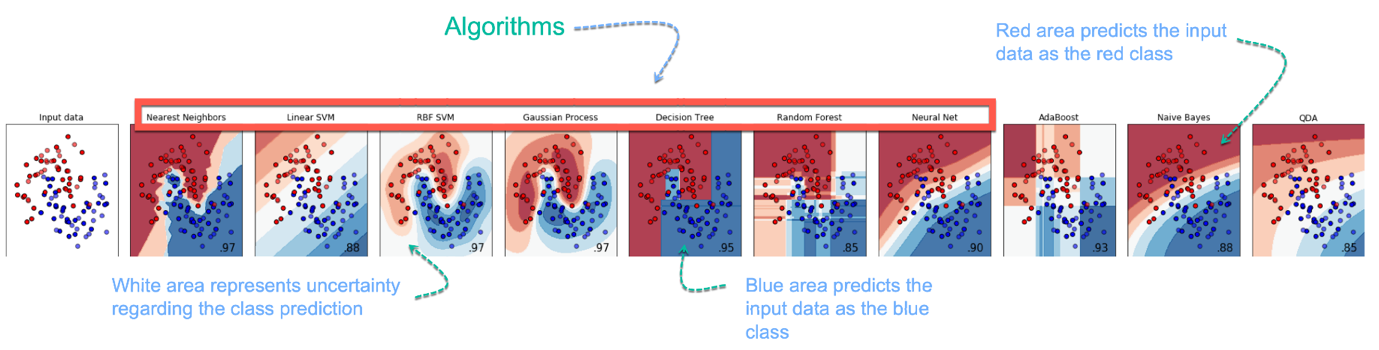 Algorithms
Red area predicts the input
data as the red class
Input data
Nearest Neighbors
Linear SVM
RBF SVM
Gaussian Process
Decision Tree
Random Forest
Neural Net
AdaBoost
Naive Bayes
QDA
.97
.88
.97
.97
.95
.85
.90
.93
.88
.85
White area represents uncertainty
regarding the class prediction
Blue area predicts the
input data as the blue
class